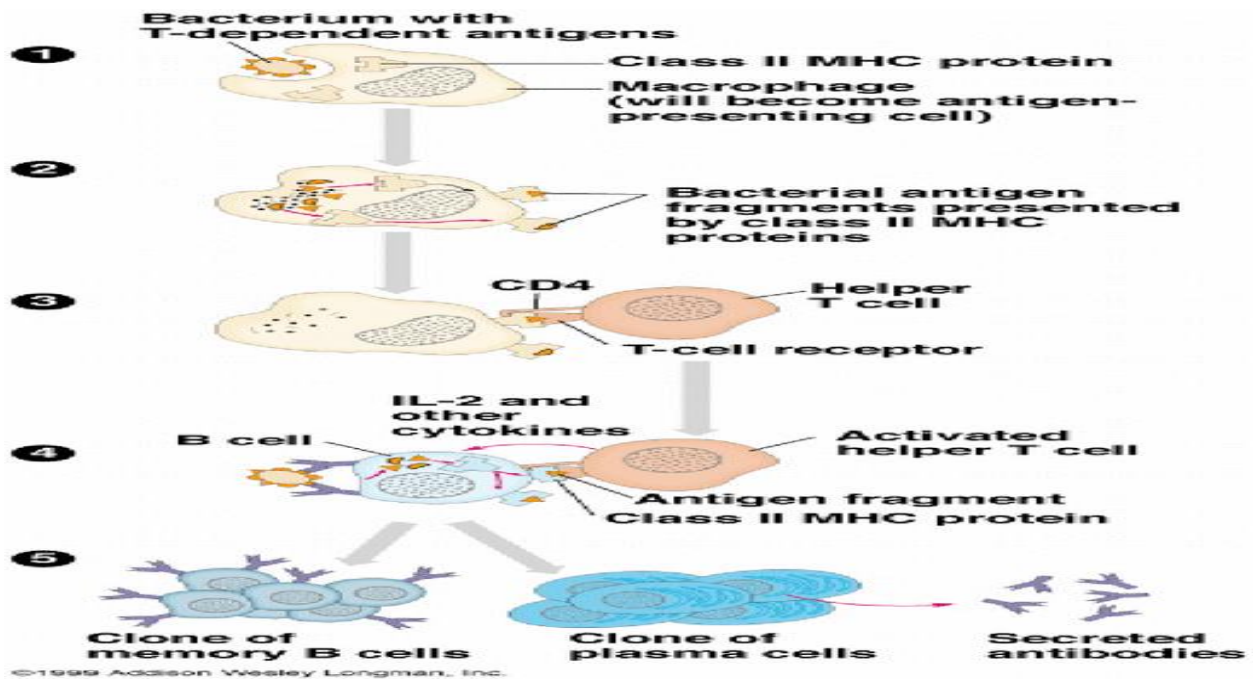 Bacterium with
T-dependent antigens
1
Class II MHC protein
Macrophage
(will become antigen-
presenting cell)
2
Bacterial antigen
fragments presented
by class II MHC
proteins
3
CD4
Helper
T cell
T-cell receptor
IL-2 and
other
cytokines
B cell
4
Activated
helper T cell
Antigen fragment
Class II MHC protein
5
Clone of
memory B cells
Clone of
plasma cells
Secreted
antibodies
©1999 Addison Wesley Longman, Inc.